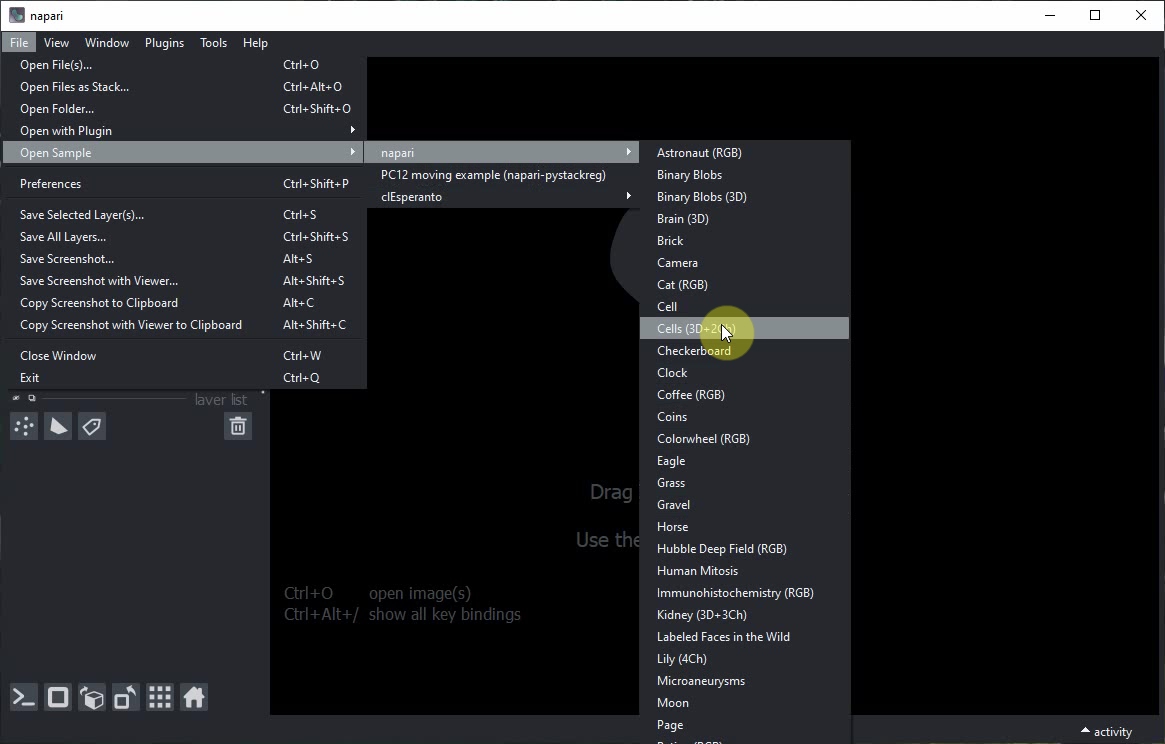 napari
File View Window Plugins Tools Help
Open File(s)... Ctrl+O
Open Files as Stack... Ctrl+Alt+O
Open Folder... Ctrl+Shift+O
Open with Plugin
Open Sample
Preferences Ctrl+Shift+P
Save Selected Layer(s)... Ctrl+S
Save All Layers... Ctrl+Shift+S
Save Screenshot... Alt+S
Save Screenshot with Viewer... Alt+Shift+S
Copy Screenshot to Clipboard Alt+C
Copy Screenshot with Viewer to Clipboard Alt+Shift+C
Close Window Ctrl+W
Exit Ctrl+Q
napari
PC12 moving example (napari-pystackreg)
clEsperanto
Astronaut (RGB)
Binary Blobs
Binary Blobs (3D)
Brain (3D)
Brick
Camera
Cat (RGB)
Cell
Cells (3D+2Ch)
Checkerboard
Clock
Coffee (RGB)
Coins
Colorwheel (RGB)
Eagle
Grass
Gravel
Horse
Hubble Deep Field (RGB)
Human Mitosis
Immunohistochemistry (RGB)
Kidney (3D+3Ch)
Labeled Faces in the Wild
Lily (4Ch)
Microaneurysms
Moon
Page
layer list
Drag
Use the
Ctrl+O open image(s)
Ctrl+Alt+/ show all key bindings
activity